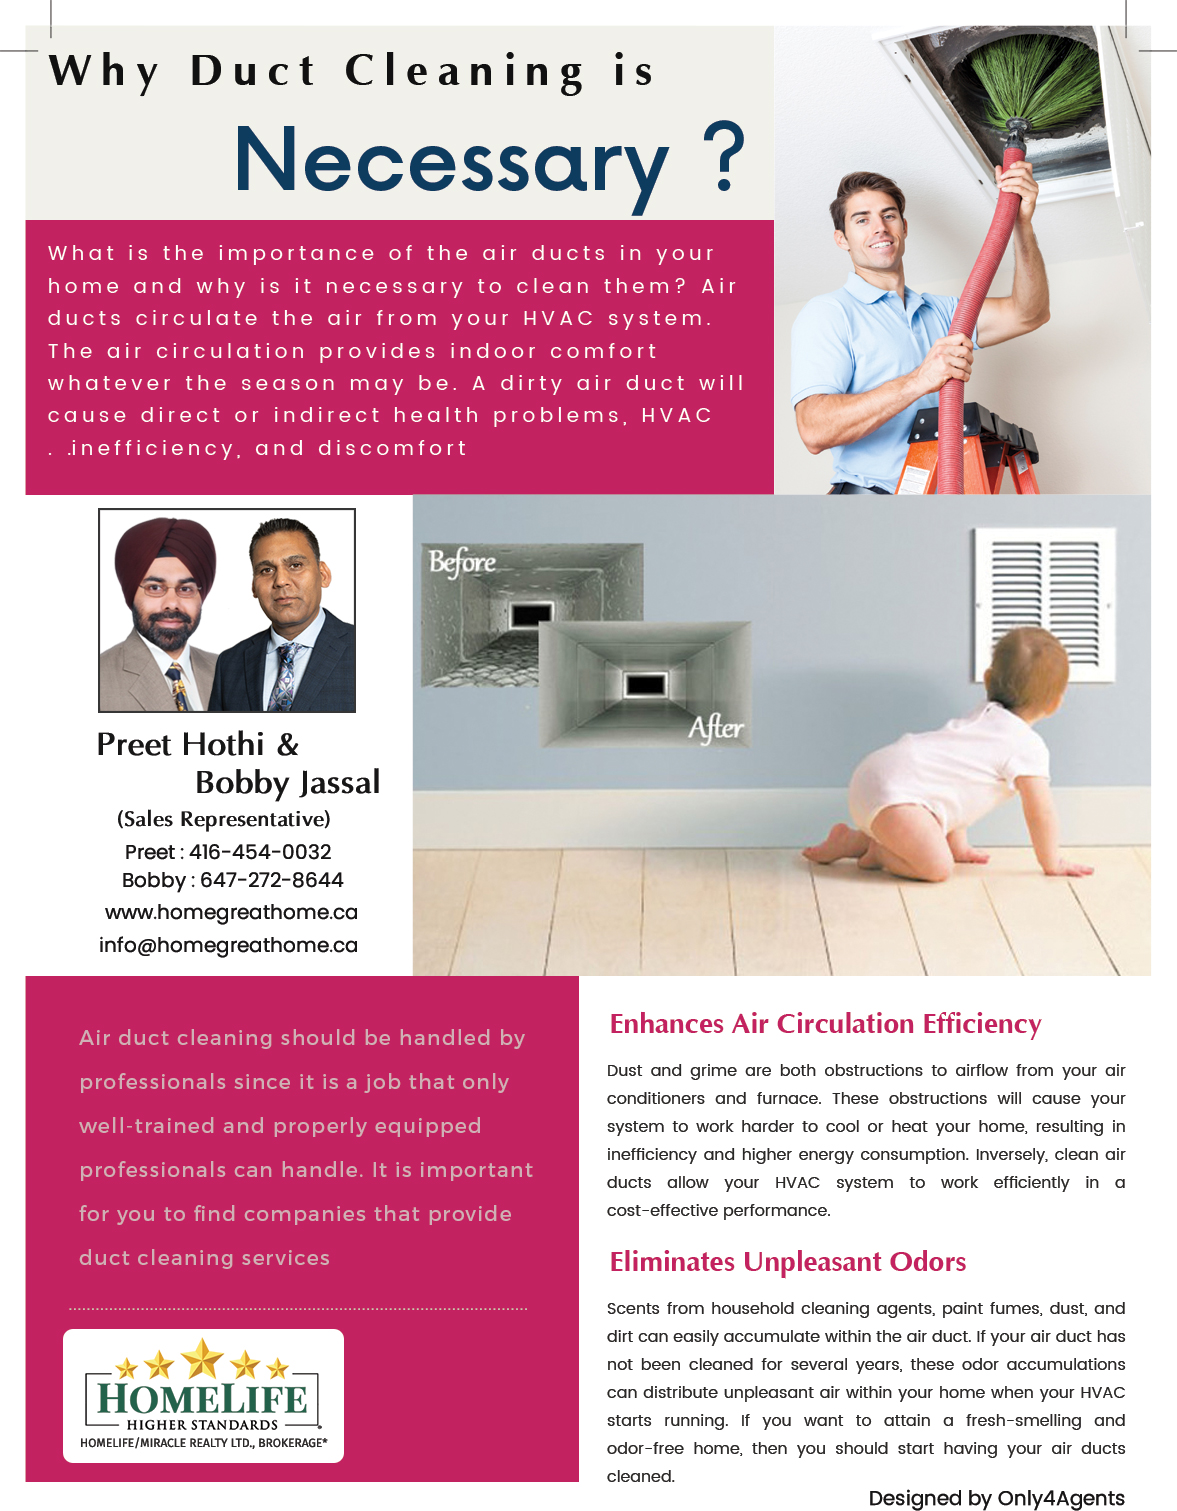 Why Duct Cleaning is
Necessary ?
What is the importance of the air ducts in your
home and why is it necessary to clean them? Air
ducts circulate the air from your HVAC system.
The air circulation provides indoor comfort
whatever the season may be. A dirty air duct will
cause direct or indirect health problems, HVAC
. .inefficiency, and discomfort
Before
After
Preet Hothi &
Bobby Jassal
(Sales Representative)
Preet : 416-454-0032
Bobby : 647-272-8644
www.homegreathome.ca
info@homegreathome.ca
Air duct cleaning should be handled by
professionals since it is a job that only
well-trained and properly equipped
professionals can handle. It is important
for you to find companies that provide
duct cleaning services
HOMELIFE
HIGHER STANDARDS
HOMELIFE/MIRACLE REALTY LTD., BROKERAGE*
Enhances Air Circulation Efficiency
Dust and grime are both obstructions to airflow from your air
conditioners and furnace. These obstructions will cause your
system to work harder to cool or heat your home, resulting in
inefficiency and higher energy consumption. Inversely, clean air
ducts allow your HVAC system to work efficiently in a
cost-effective performance.
Eliminates Unpleasant Odors
Scents from household cleaning agents, paint fumes, dust, and
dirt can easily accumulate within the air duct. If your air duct has
not been cleaned for several years, these odor accumulations
can distribute unpleasant air within your home when your HVAC
starts running. If you want to attain a fresh-smelling and
odor-free home, then you should start having your air ducts
cleaned.
Designed by Only4Agents